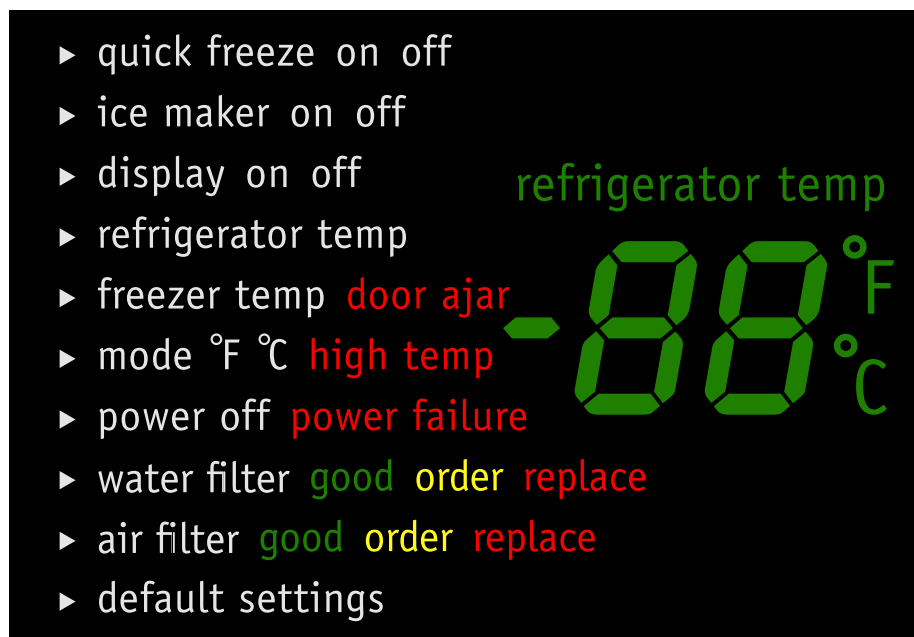 quick freeze on off
ice maker on off
display on off
refrigerator temp
freezer temp door ajar
mode °F °C high temp
power off power failure
water filter good order replace
air filter good order replace
default settings
refrigerator temp
-88 °F
°C